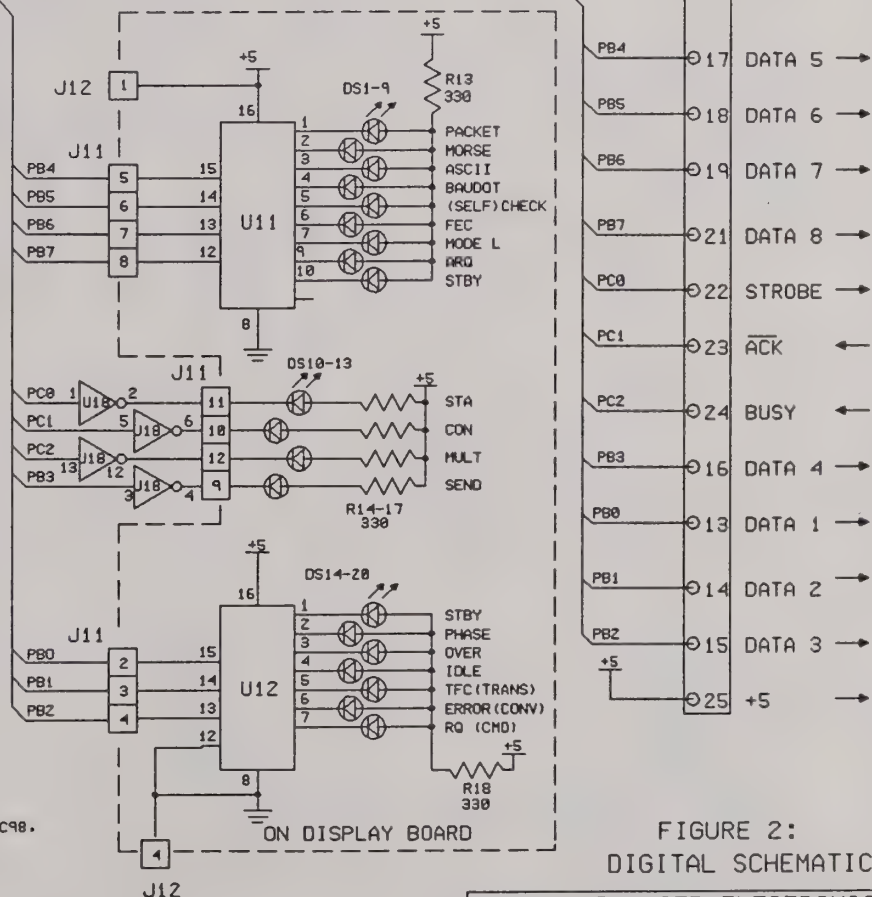 +5
J12
1
16
+5
R13
330
DS1-9
J11
PB4 5 15
PB5 6 14
PB6 7 13
PB7 8 12
U11
8
1 PACKET
2 MORSE
3 ASCII
4 BAUDOT
5 (SELF)CHECK
6 FEC
7 MODE L
9 ARQ
10 STBY
J11
DS10-13
+5
PC0 1 U18 2 11 STA
PC1 5 U18 6 10 CON
PC2 13 U18 12 12 MULT
PB3 3 U18 4 9 SEND
R14-17
330
+5
16
DS14-20
J11
PB0 2 15
PB1 3 14
PB2 4 13
12
U12
8
1 STBY
2 PHASE
3 OVER
4 IDLE
5 TFC(TRANS)
6 ERROR(CONV)
7 RQ (CMD)
+5
R18
330
C98.
ON DISPLAY BOARD
4
J12
PB4 17 DATA 5
PB5 18 DATA 6
PB6 19 DATA 7
PB7 21 DATA 8
PC0 22 STROBE
PC1 23 ACK
PC2 24 BUSY
PB3 16 DATA 4
PB0 13 DATA 1
PB1 14 DATA 2
PB2 15 DATA 3
+5 25 +5
FIGURE 2:
DIGITAL SCHEMATIC